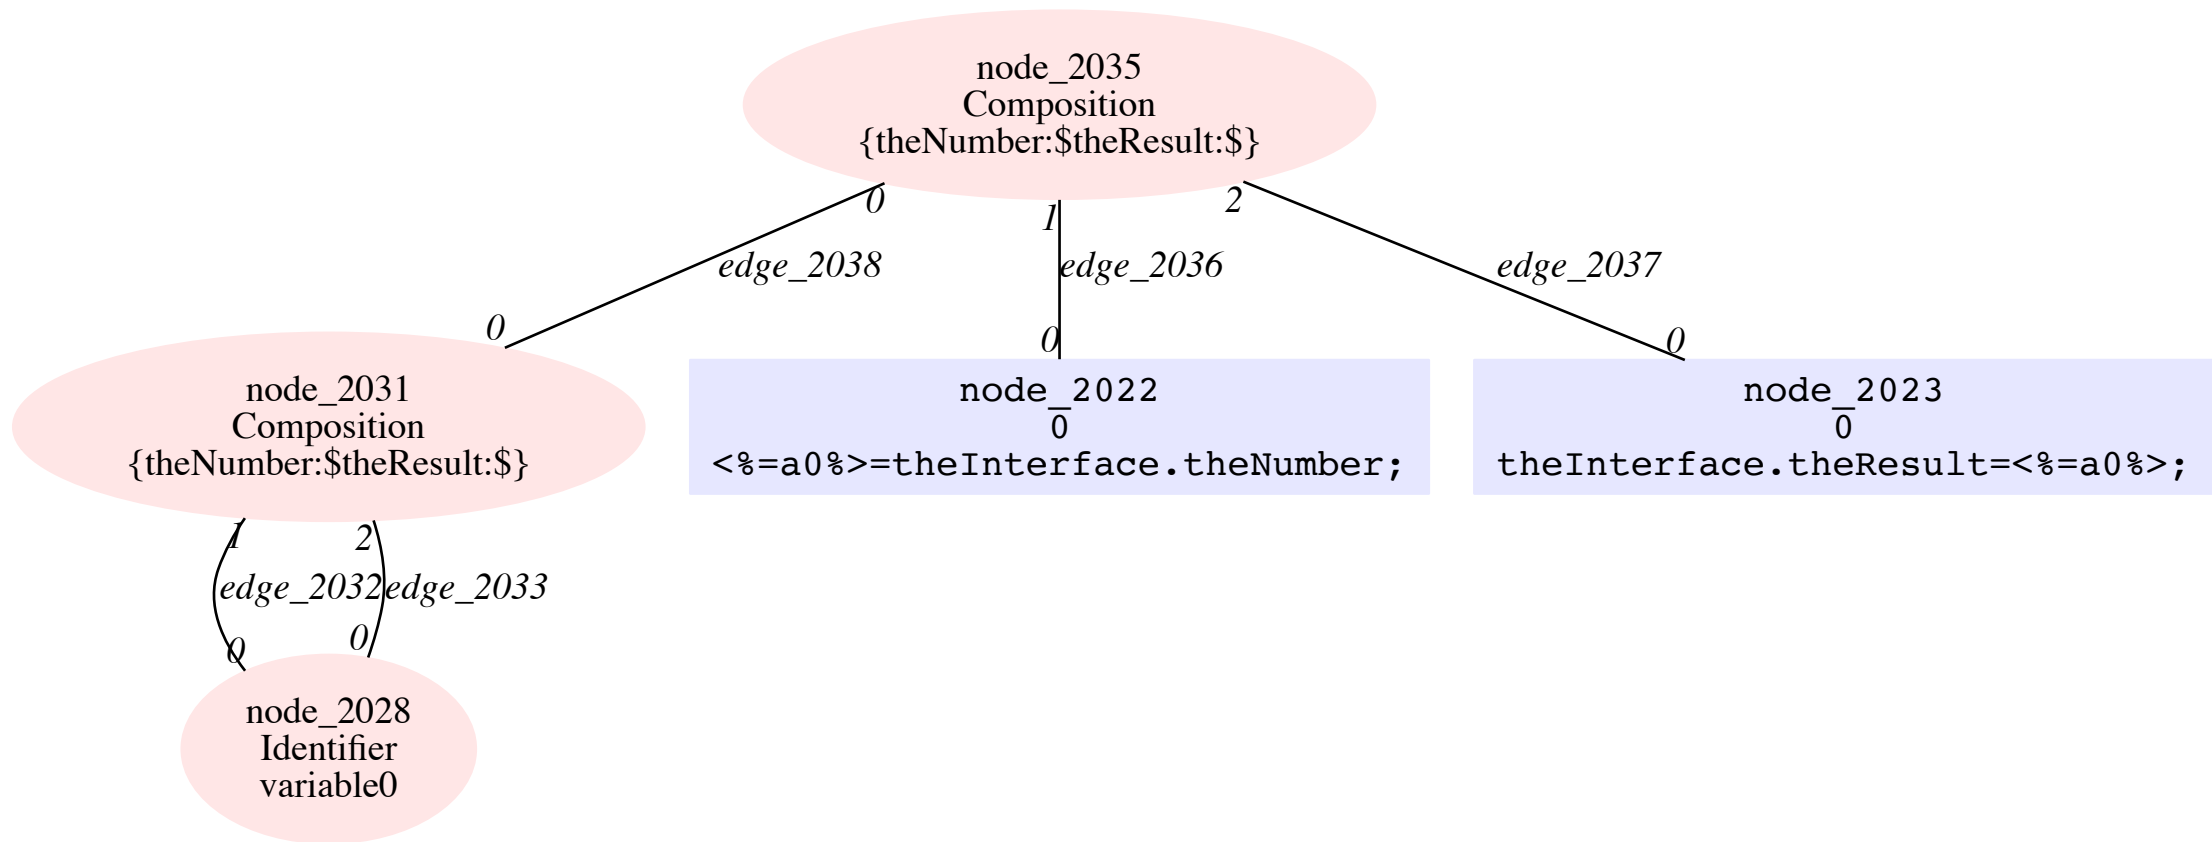 node_2035
Composition
{theNumber:$theResult:$}
0
1
2
edge_2038
edge_2036
edge_2037
0
0
0
node_2031
Composition
{theNumber:$theResult:$}
node_2022
0
<%=a0%>=theInterface.theNumber;
node_2023
0
theInterface.theResult=<%=a0%>;
1
2
edge_2032
edge_2033
0
0
node_2028
Identifier
variable0